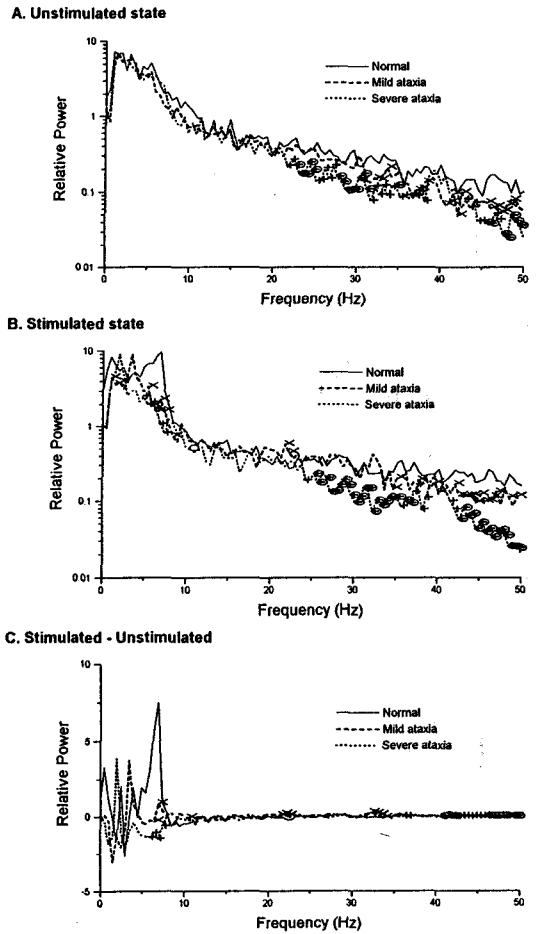 A. Unstimulated state
10
1
0.1
0.01
0 10 20 30 40 50
Relative Power
Frequency (Hz)
Normal
Mild ataxia
Severe ataxia
B. Stimulated state
10
1
0.1
0.01
0 10 20 30 40 50
Relative Power
Frequency (Hz)
Normal
Mild ataxia
Severe ataxia
C. Stimulated - Unstimulated
10
5
0
-5
0 10 20 30 40 50
Relative Power
Frequency (Hz)
Normal
Mild ataxia
Severe ataxia